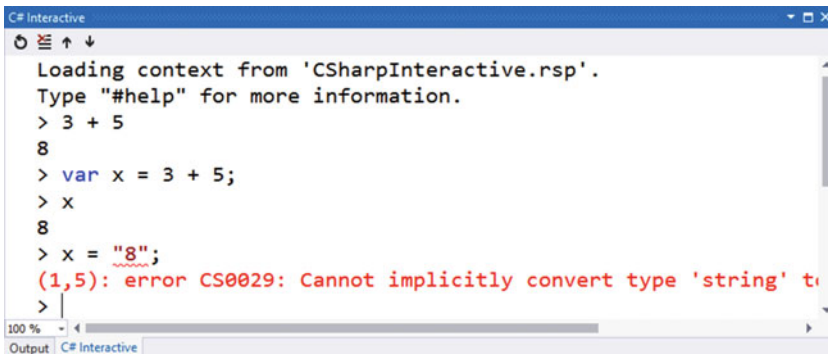 C# Interactive
Loading context from 'CSharpInteractive.rsp'.
Type "#help" for more information.
> 3 + 5
8
> var x = 3 + 5;
> x
8
> x = "8";
(1,5): error CS0029: Cannot implicitly convert type 'string' t
>
100 %
Output C# Interactive